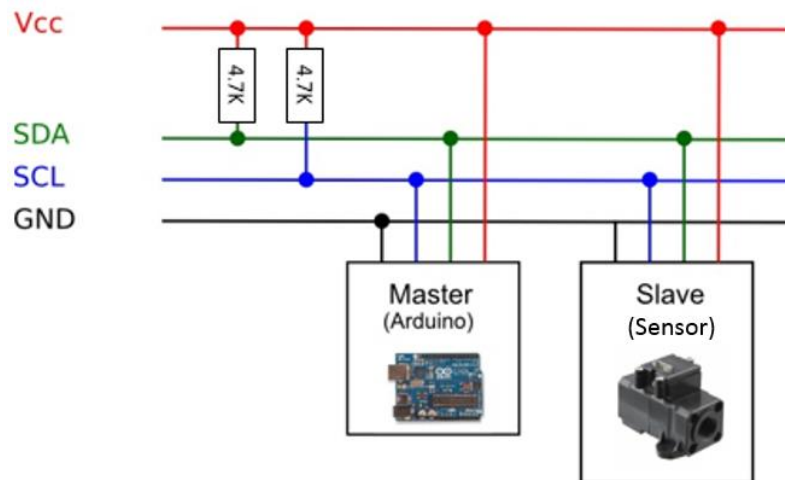 Vcc
4.7K
4.7K
SDA
SCL
GND
Master
(Arduino)
Slave
(Sensor)